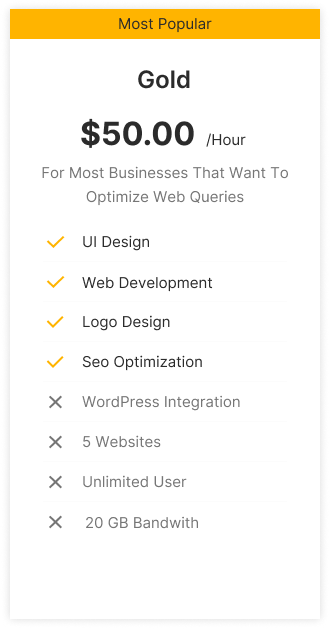 Most Popular
Gold
$50.00 /Hour
For Most Businesses That Want To
Optimize Web Queries
UI Design
Web Development
Logo Design
Seo Optimization
WordPress Integration
5 Websites
Unlimited User
20 GB Bandwith